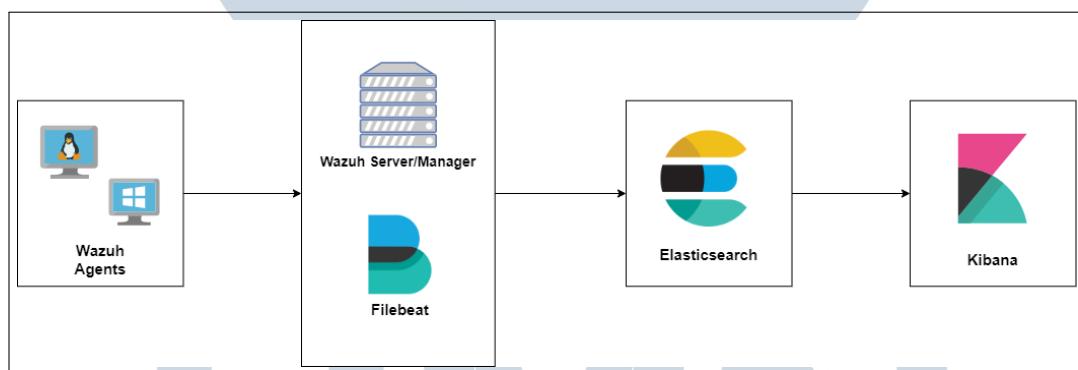 Wazuh
Agents
Wazuh Server/Manager
Filebeat
Elasticsearch
Kibana